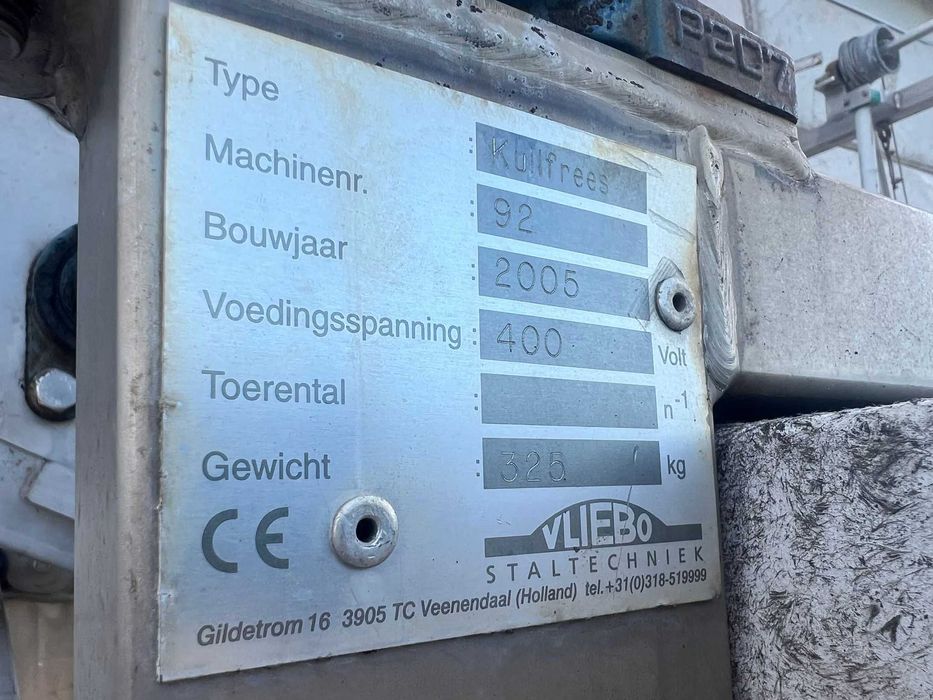 P207
Type : Kuilfrees
Machinenr. : 92
Bouwjaar : 2005
Voedingsspanning : 400 Volt
Toerental : n-1
Gewicht : 325 kg
CE
VLIEBO
STALTECHNIEK
Gildetrom 16 3905 TC Veenendaal (Holland) tel.+31(0)318-519999